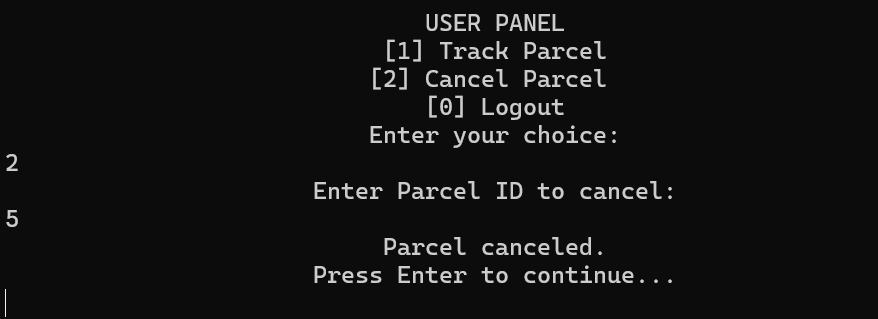 USER PANEL
[1] Track Parcel
[2] Cancel Parcel
[0] Logout
Enter your choice:
2
Enter Parcel ID to cancel:
5
Parcel canceled.
Press Enter to continue...